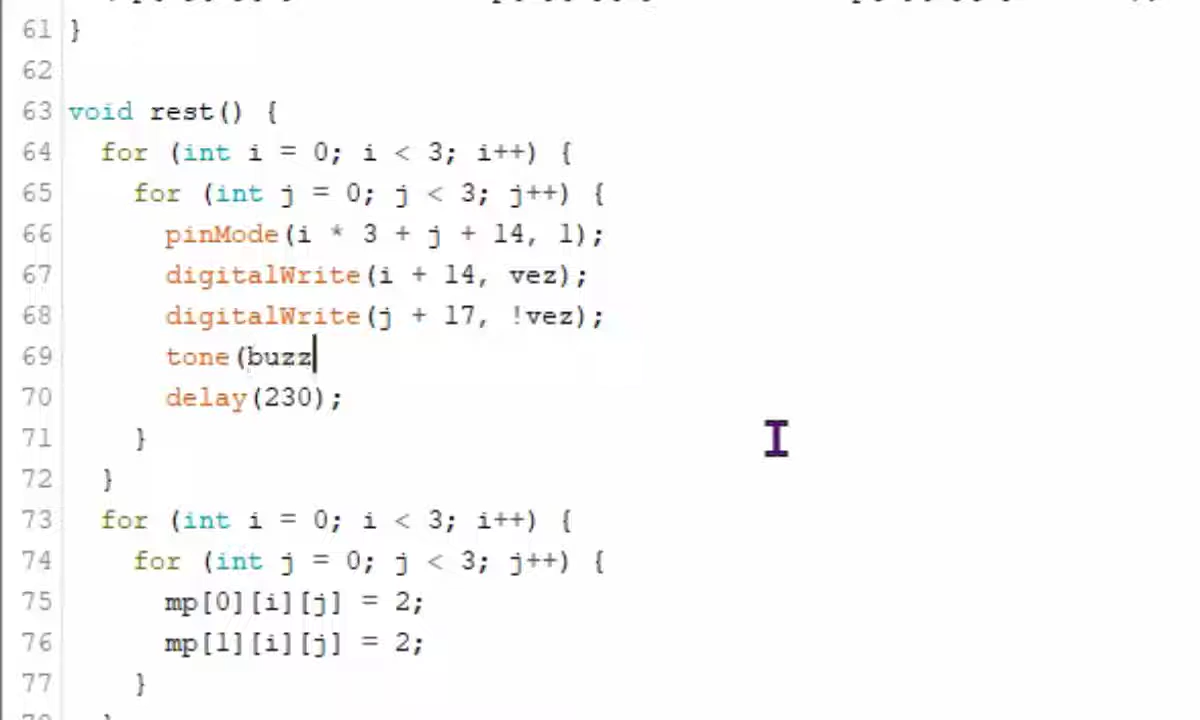 61 }
62
63 void rest() {
64 for (int i = 0; i < 3; i++) {
65 for (int j = 0; j < 3; j++) {
66 pinMode(i * 3 + j + 14, 1);
67 digitalWrite(i + 14, vez);
68 digitalWrite(j + 17, !vez);
69 tone(buzz
70 delay(230);
71 }
72 }
73 for (int i = 0; i < 3; i++) {
74 for (int j = 0; j < 3; j++) {
75 mp[0][i][j] = 2;
76 mp[1][i][j] = 2;
77 }